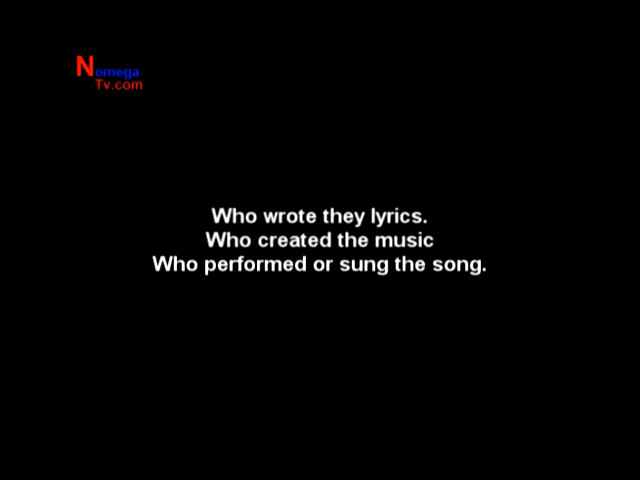 Nomega
Tv.com
Who wrote they lyrics.
Who created the music
Who performed or sung the song.